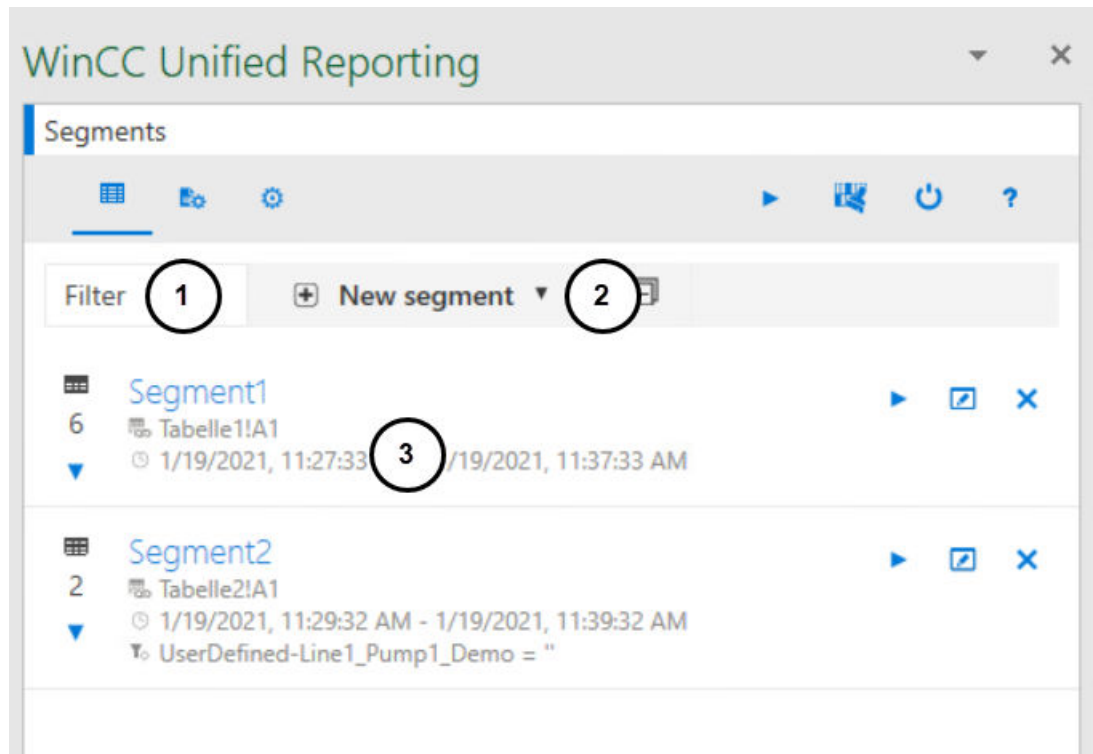 WinCC Unified Reporting
Segments
?
Filter 1 New segment 2
Segment1
6 Tabelle1!A1
1/19/2021, 11:27:33 3 /19/2021, 11:37:33 AM
Segment2
2 Tabelle2!A1
1/19/2021, 11:29:32 AM - 1/19/2021, 11:39:32 AM
UserDefined-Line1_Pump1_Demo = ''